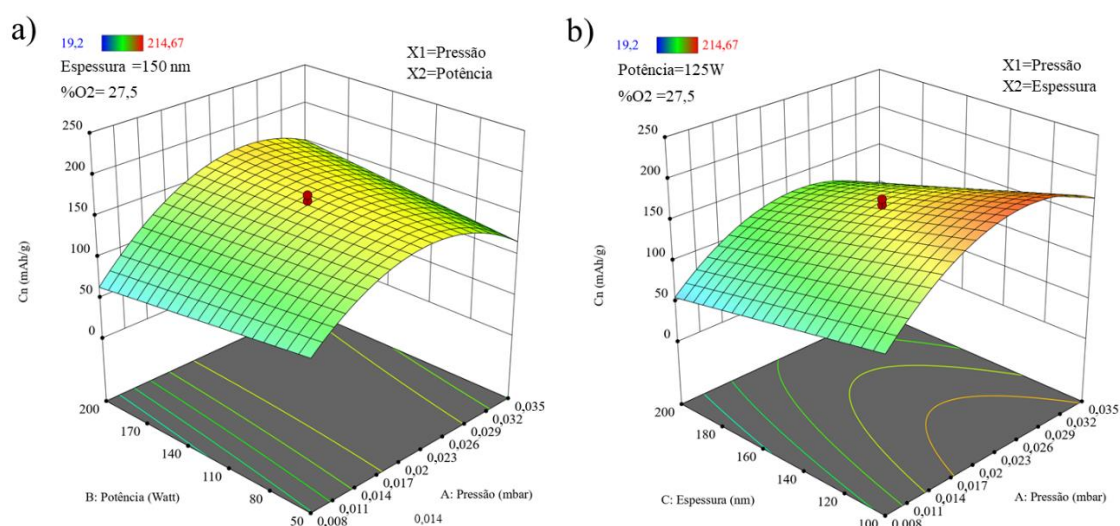 a)
19,2 214,67
Espessura =150 nm
%O2= 27,5
X1=Pressão
X2=Potência
250
200
150
100
50
0
Cn (mAh/g)
200
170
140
110
80
50
B: Potência (Watt)
0,035
0,032
0,029
0,026
0,023
0,02
0,017
0,014
0,011
0,008
A: Pressão (mbar)
0,014
b)
19,2 214,67
Potência=125W
%O2 =27,5
X1=Pressão
X2=Espessura
250
200
150
100
50
0
Cn (mAh/g)
200
180
160
140
120
100
C: Espessura (nm)
0,035
0,032
0,029
0,026
0,023
0,02
0,017
0,014
0,011
0,008
A: Pressão (mbar)